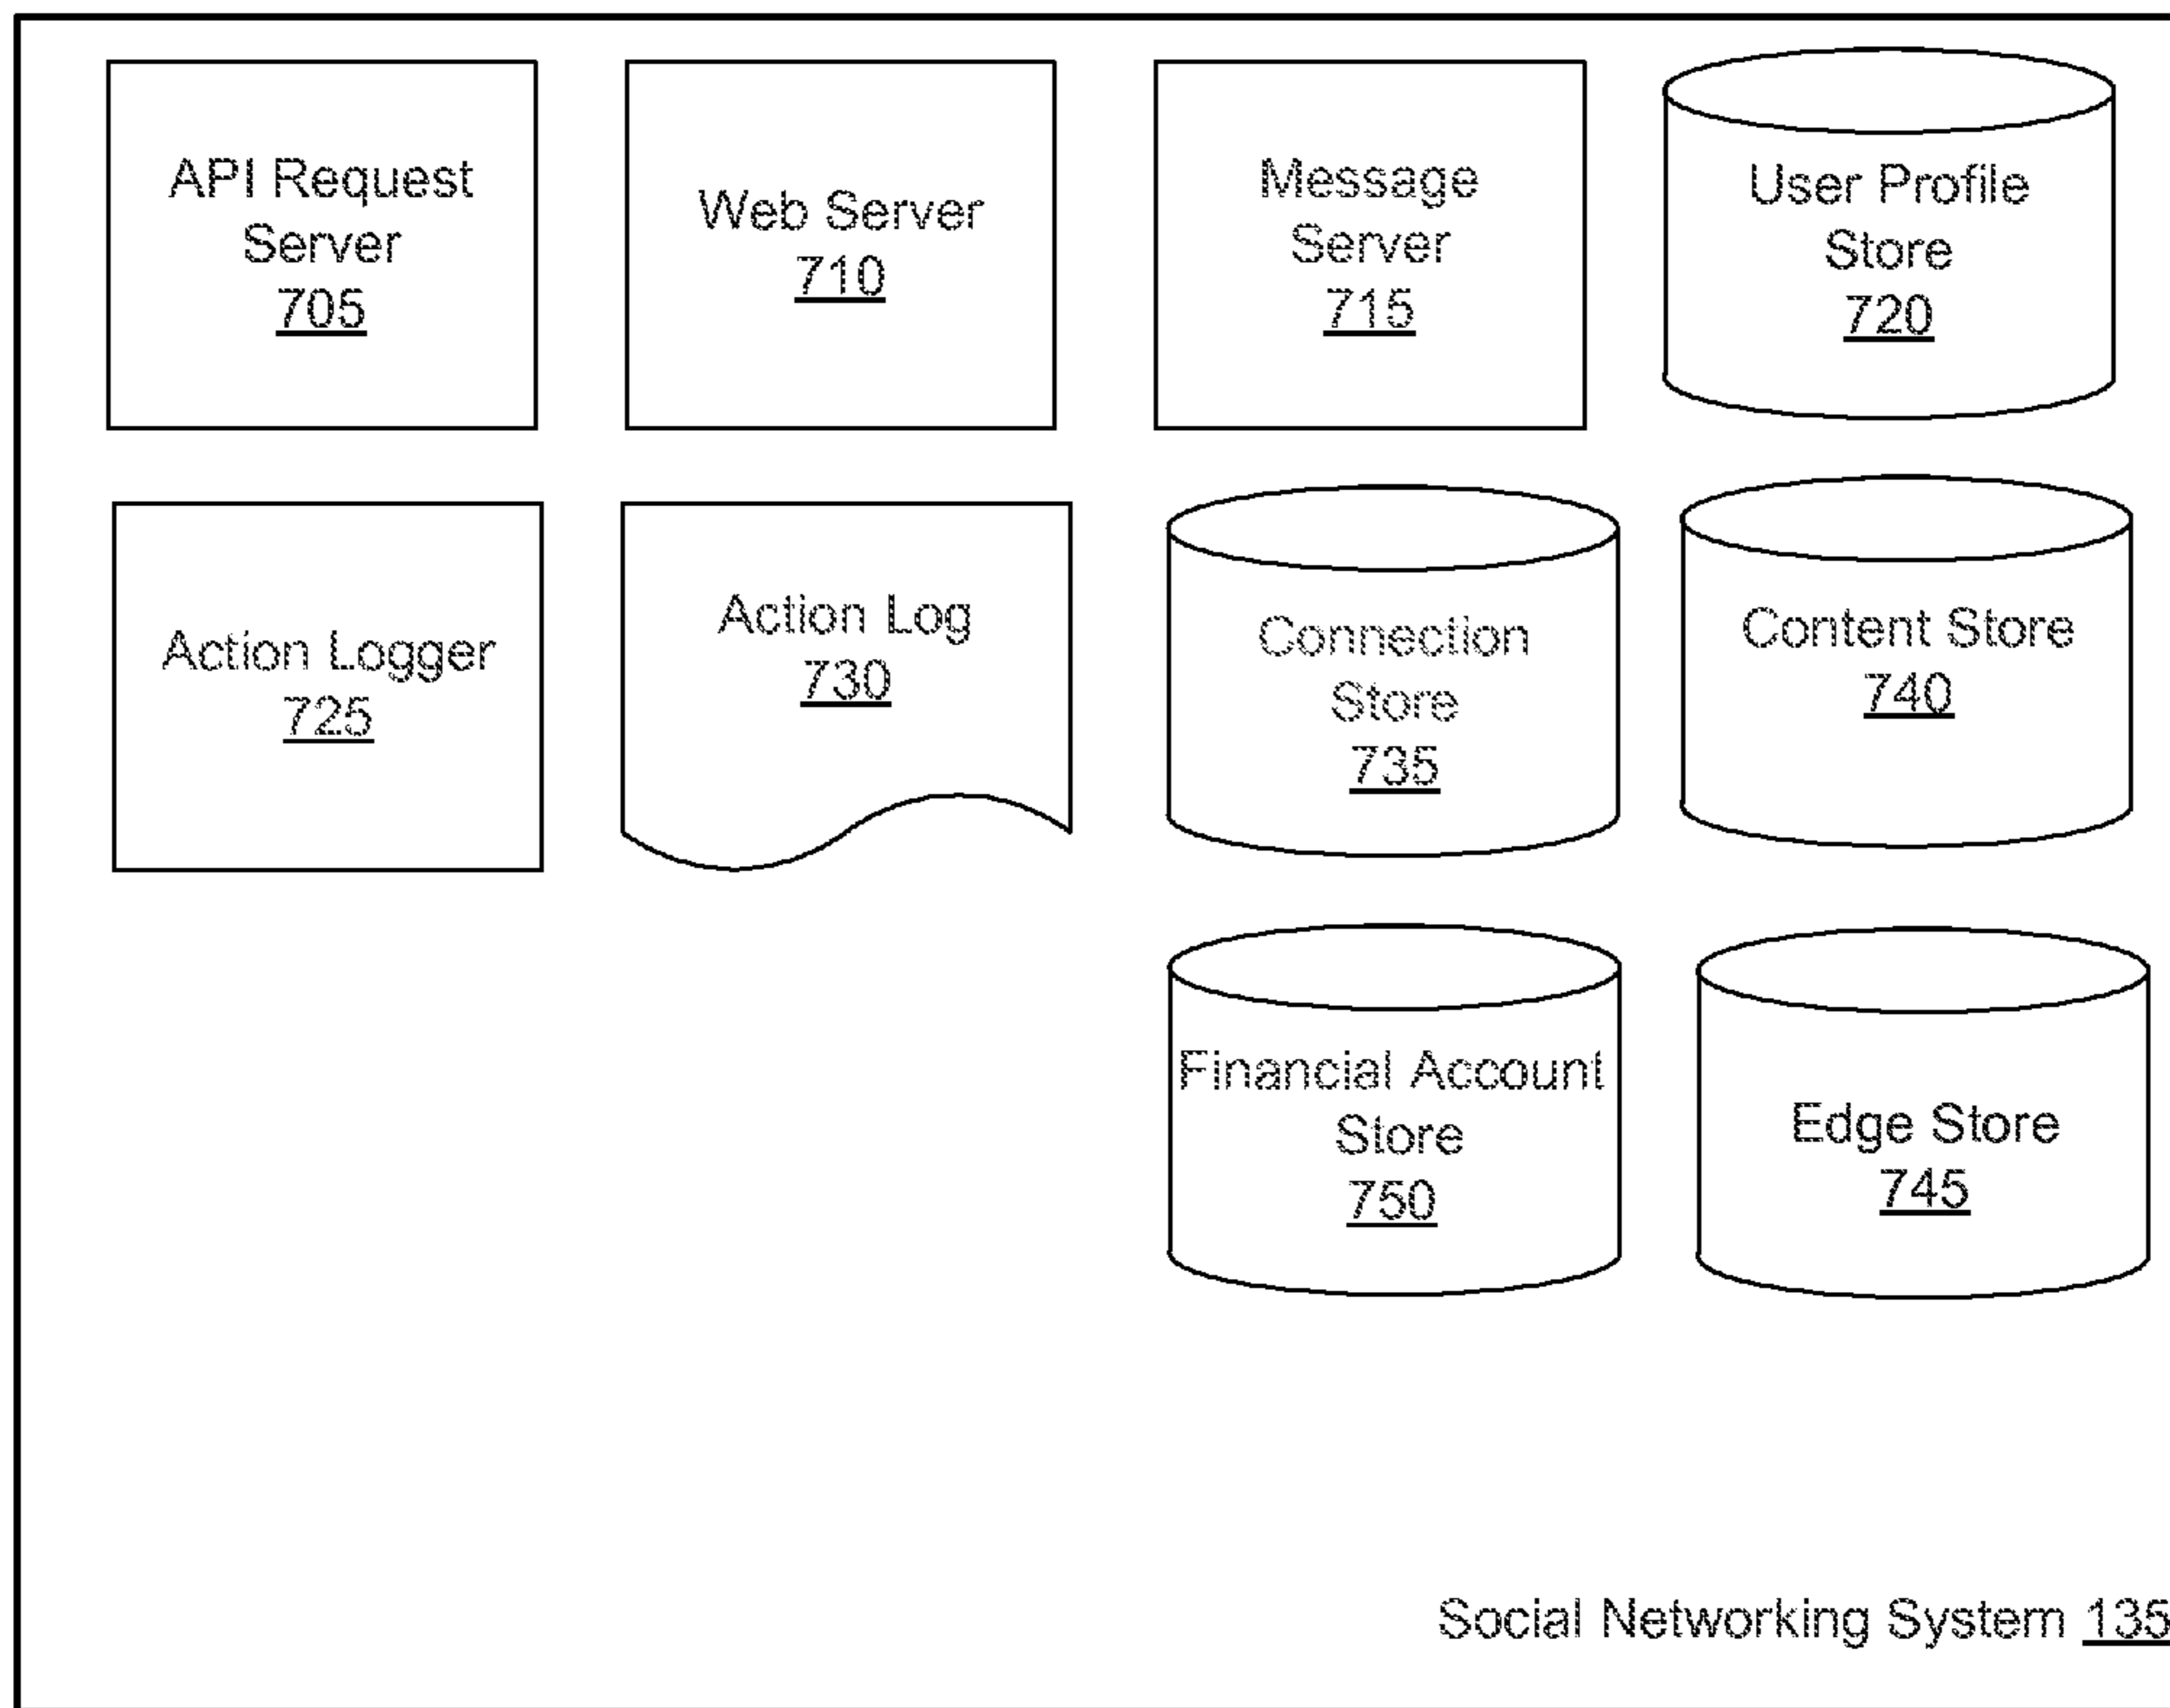 API Request
Server
705
Web Server
710
Message
Server
715
User Profile
Store
720
Action Logger
725
Action Log
730
Connection
Store
735
Content Store
740
Financial Account
Store
750
Edge Store
745
Social Networking System 135